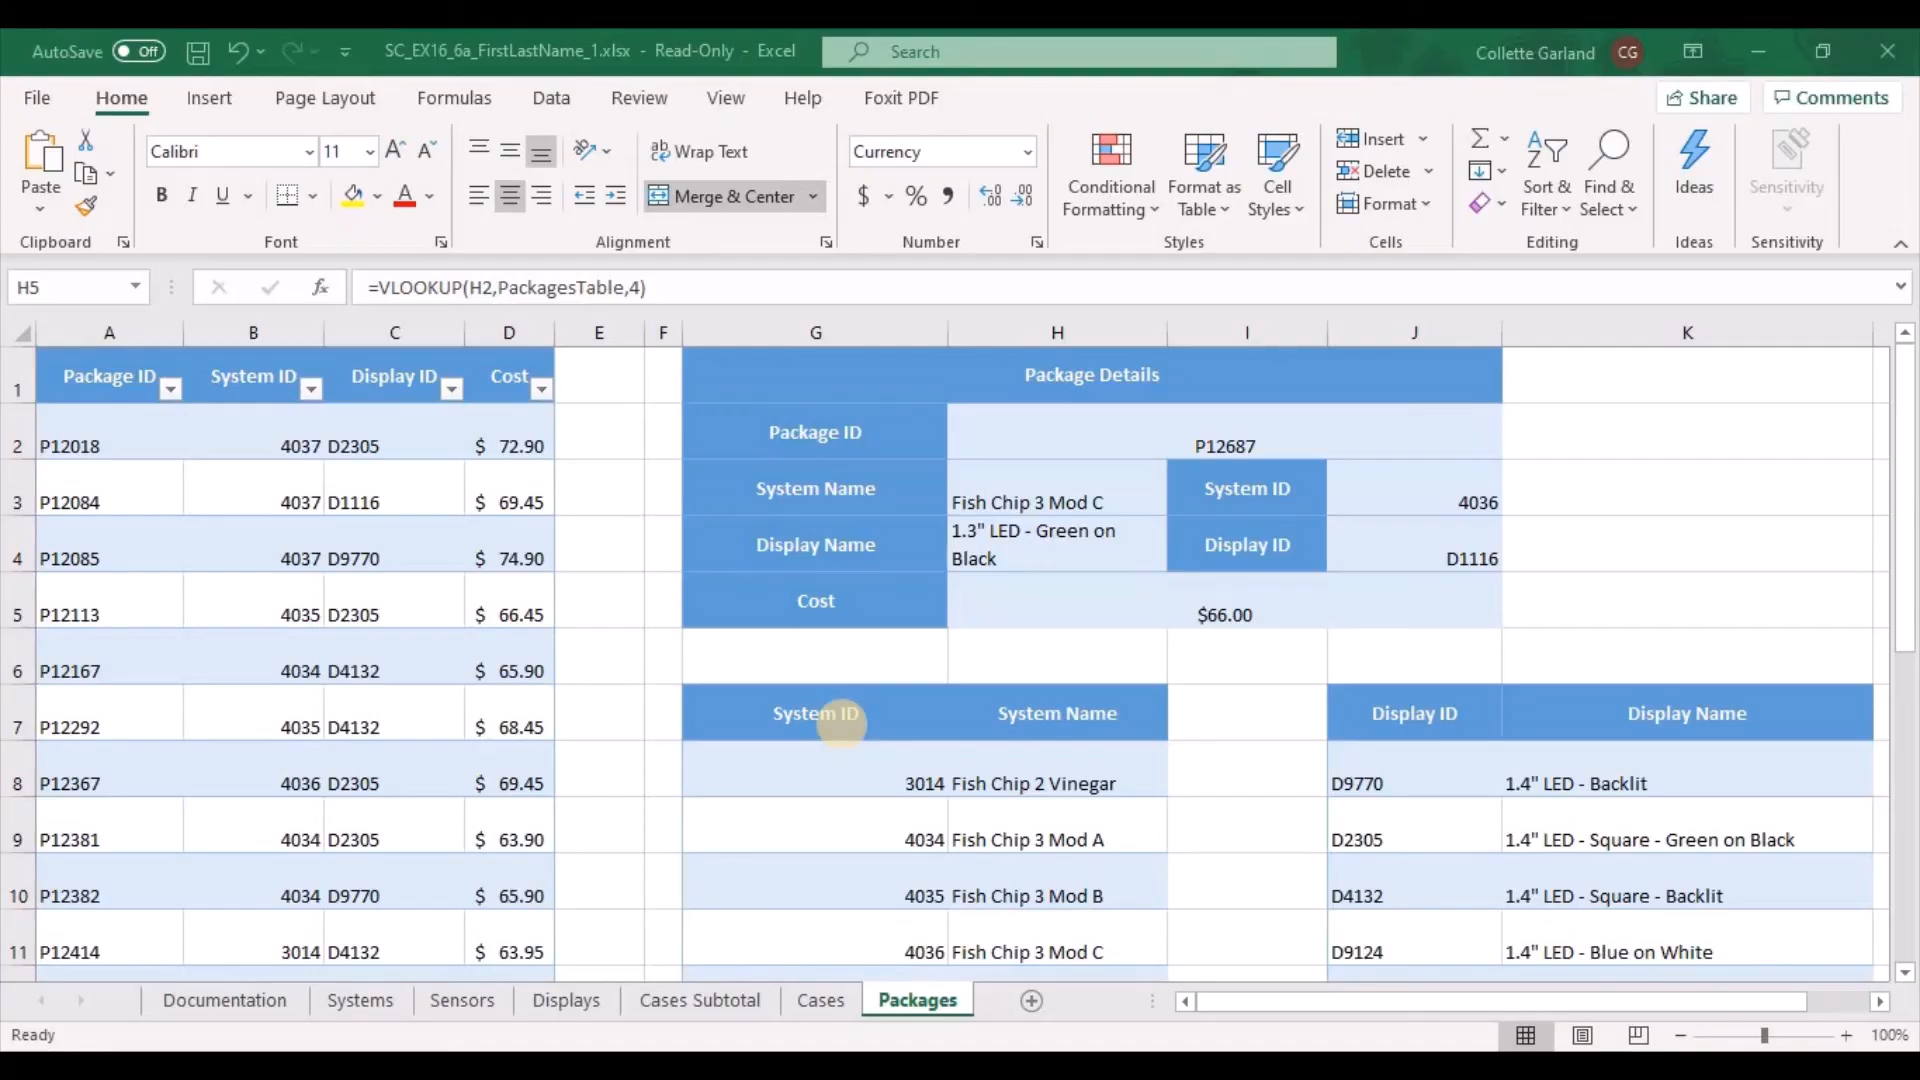 AutoSave Off SC_EX16_6a_FirstLastName_1.xlsx - Read-Only - Excel Search Collette Garland CG
File Home Insert Page Layout Formulas Data Review View Help Foxit PDF Share Comments
Paste Calibri 11 Wrap Text Currency Conditional Formatting Format as Table Cell Styles Insert Sort & Filter Find & Select Ideas Sensitivity
B I U A Merge & Center $ % Delete
Format
Clipboard Font Alignment Number Styles Cells Editing Ideas Sensitivity
H5 fx =VLOOKUP(H2,PackagesTable,4)
A B C D E F G H I J K
1 Package ID System ID Display ID Cost Package Details
2 P12018 4037 D2305 $ 72.90 Package ID P12687
3 P12084 4037 D1116 $ 69.45 System Name Fish Chip 3 Mod C System ID 4036
4 P12085 4037 D9770 $ 74.90 Display Name 1.3" LED - Green on Black Display ID D1116
5 P12113 4035 D2305 $ 66.45 Cost $66.00
6 P12167 4034 D4132 $ 65.90
7 P12292 4035 D4132 $ 68.45 System ID System Name Display ID Display Name
8 P12367 4036 D2305 $ 69.45 3014 Fish Chip 2 Vinegar D9770 1.4" LED - Backlit
9 P12381 4034 D2305 $ 63.90 4034 Fish Chip 3 Mod A D2305 1.4" LED - Square - Green on Black
10 P12382 4034 D9770 $ 65.90 4035 Fish Chip 3 Mod B D4132 1.4" LED - Square - Backlit
11 P12414 3014 D4132 $ 63.95 4036 Fish Chip 3 Mod C D9124 1.4" LED - Blue on White
Documentation Systems Sensors Displays Cases Subtotal Cases Packages
Ready 100%